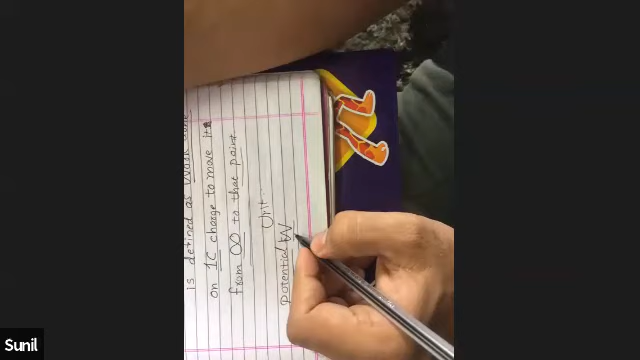 is defined as Work done
on 1C charge to move it
from ∞ to that point
Unit
potential W
Sunil